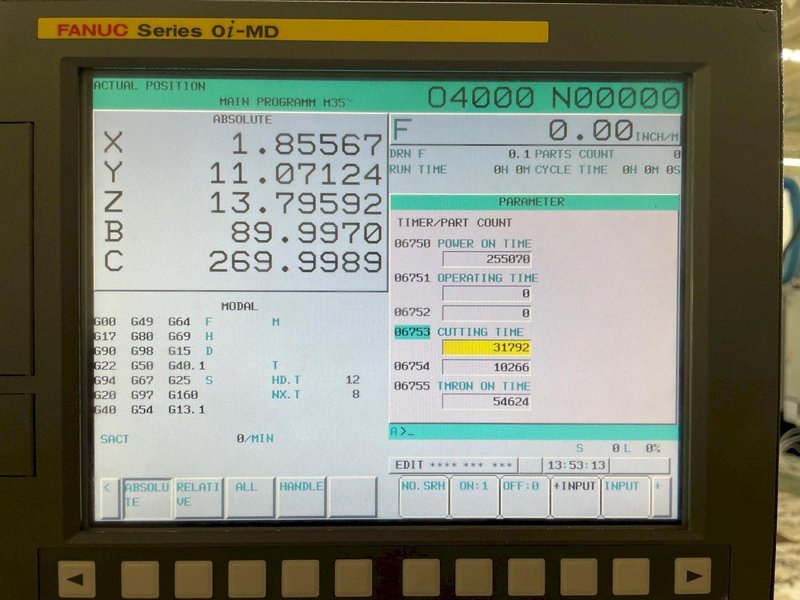 FANUC Series 0i-MD
ACTUAL POSITION
MAIN PROGRAMM M35~
O4000 N00000
ABSOLUTE
X 1.85567
Y 11.07124
Z 13.79592
B 89.9970
C 269.9989
F 0.00 INCH/M
DRN F 0.1 PARTS COUNT 0
RUN TIME 0H 0M CYCLE TIME 0H 0M 0S
PARAMETER
TIMER/PART COUNT
06750 POWER ON TIME
255070
06751 OPERATING TIME
0
06752 0
06753 CUTTING TIME
31792
06754 10266
06755 TMRON ON TIME
54624
MODAL
G00 G49 G64 F M
G17 G80 G69 H
G90 G98 G15 D
G22 G50 G40.1 T
G94 G67 G25 S HD.T 12
G20 G97 G160 NX.T 8
G40 G54 G13.1
SACT 0/MIN
A>_
S 0 L 0%
EDIT **** *** *** 13:53:13
< ABSOLU
TE
RELATI
VE
ALL
HANDLE
NO.SRH ON:1 OFF:0 +INPUT INPUT +